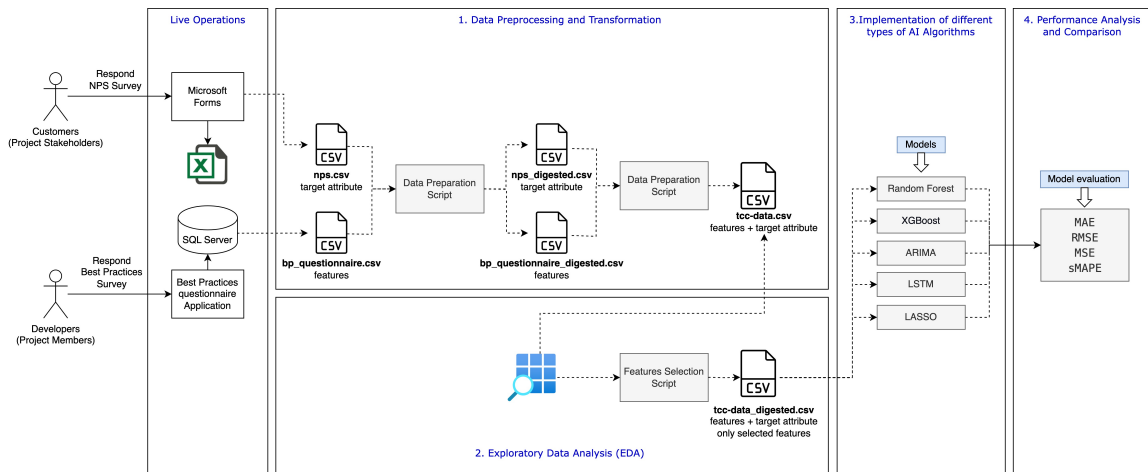 Live Operations
1. Data Preprocessing and Transformation
3.Implementation of different
types of AI Algorithms
4. Performance Analysis
and Comparison
Respond
NPS Survey
Customers
(Project Stakeholders)
Microsoft
Forms
X
SQL Server
Respond
Best Practices
Survey
Best Practices
questionnaire
Application
Developers
(Project Members)
CSV
nps.csv
target attribute
CSV
bp_questionnaire.csv
features
Data Preparation
Script
CSV
nps_digested.csv
target attribute
CSV
bp_questionnaire_digested.csv
features
Data Preparation
Script
CSV
tcc-data.csv
features + target attribute
Features Selection
Script
CSV
tcc-data_digested.csv
features + target attribute
only selected features
2. Exploratory Data Analysis (EDA)
Models
Random Forest
XGBoost
ARIMA
LSTM
LASSO
Model evaluation
MAE
RMSE
MSE
sMAPE